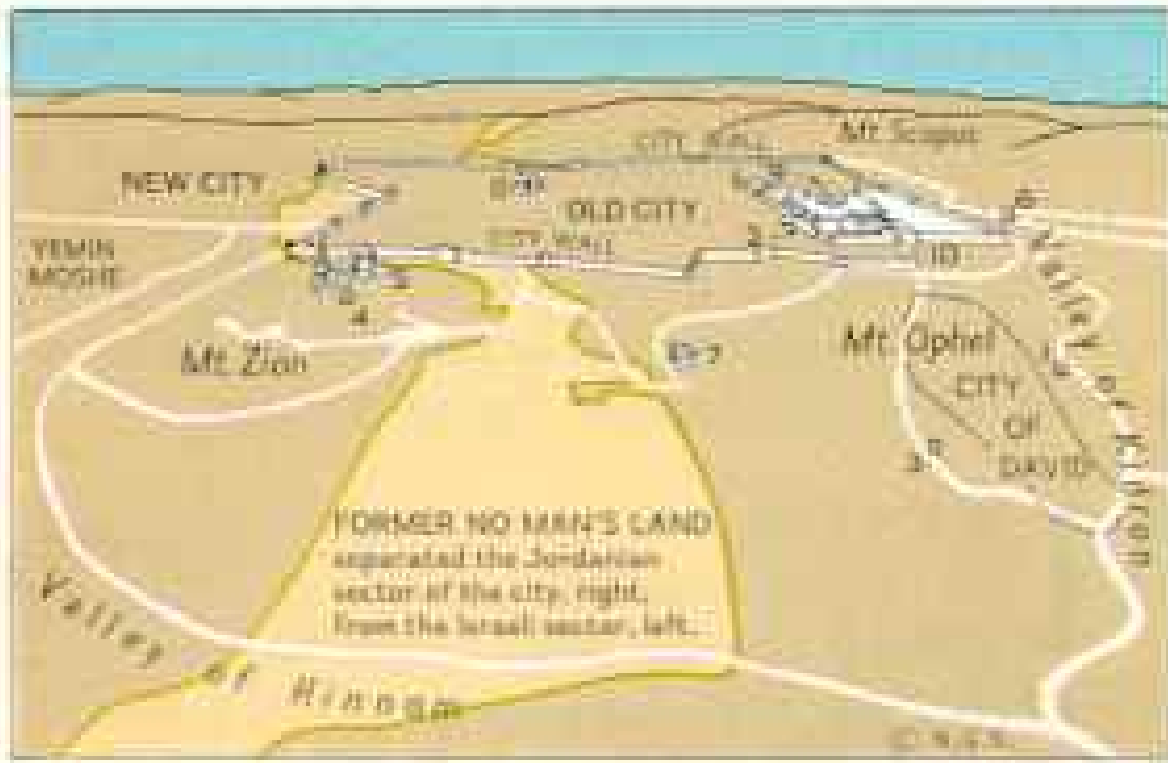 CITY WALL
Mt. Scopus
NEW CITY
OLD CITY
YEMIN
MOSHE
CITY WALL
10
4
Mt. Zion
Mt. Ophel
CITY
OF
DAVID
Valley of Kidron
FORMER NO MAN'S LAND
separated the Jordanian
sector of the city, right,
from the Israeli sector, left.
Valley of Hinnom
© N.G.S.